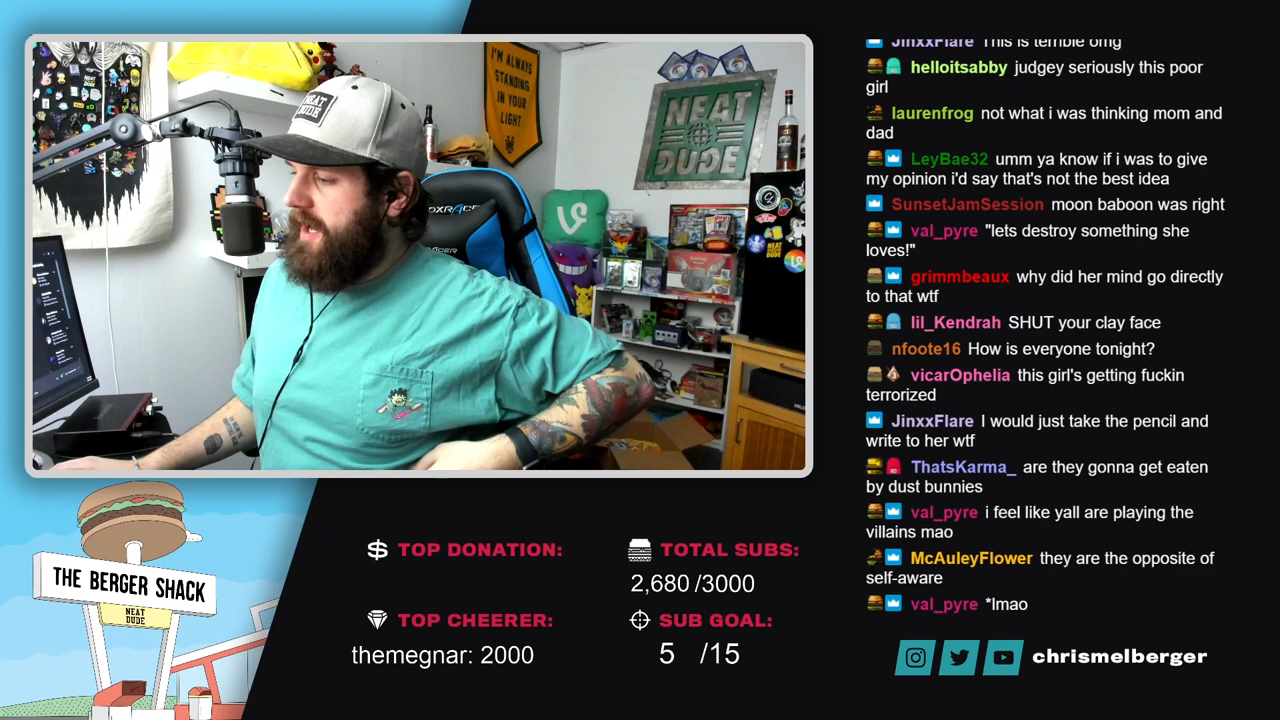 I'M
ALWAYS
STANDING
IN YOUR
LIGHT
NEAT
DUDE
NEAT
DUDE
DXRACER
THE BERGER SHACK
NEAT
DUDE
TOP DONATION:
TOTAL SUBS:
2,680 /3000
TOP CHEERER:
themegnar: 2000
SUB GOAL:
5 /15
JinxxFlare This is terrible omg
helloitsabby judgey seriously this poor
girl
laurenfrog not what i was thinking mom and
dad
LeyBae32 umm ya know if i was to give
my opinion i'd say that's not the best idea
SunsetJamSession moon baboon was right
val_pyre "lets destroy something she
loves!"
grimmbeaux why did her mind go directly
to that wtf
lil_Kendrah SHUT your clay face
nfoote16 How is everyone tonight?
vicarOphelia this girl's getting fuckin
terrorized
JinxxFlare I would just take the pencil and
write to her wtf
ThatsKarma_ are they gonna get eaten
by dust bunnies
val_pyre i feel like yall are playing the
villains mao
McAuleyFlower they are the opposite of
self-aware
val_pyre *lmao
chrismelberger